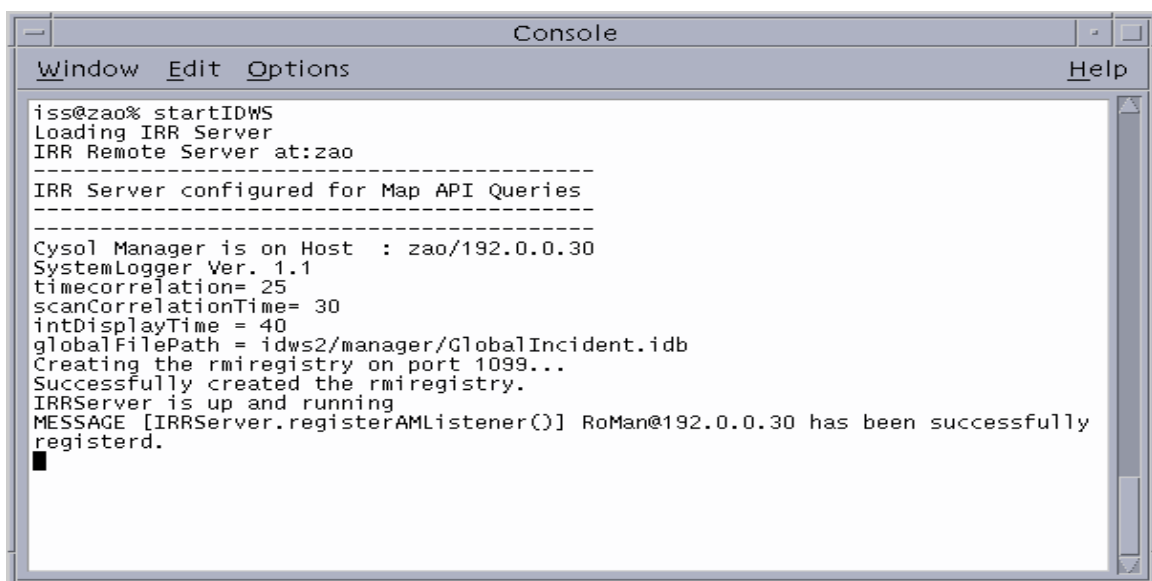 Console
Window Edit Options Help
iss@zao% startIDWS
Loading IRR Server
IRR Remote Server at:zao
------------------------------------------
IRR Server configured for Map API Queries
------------------------------------------
------------------------------------------
Cysol Manager is on Host  : zao/192.0.0.30
SystemLogger Ver. 1.1
timecorrelation= 25
scanCorrelationTime= 30
intDisplayTime = 40
globalFilePath = idws2/manager/GlobalIncident.idb
Creating the rmiregistry on port 1099...
Successfully created the rmiregistry.
IRRServer is up and running
MESSAGE [IRRServer.registerAMListener()] RoMan@192.0.0.30 has been successfully
registerd.